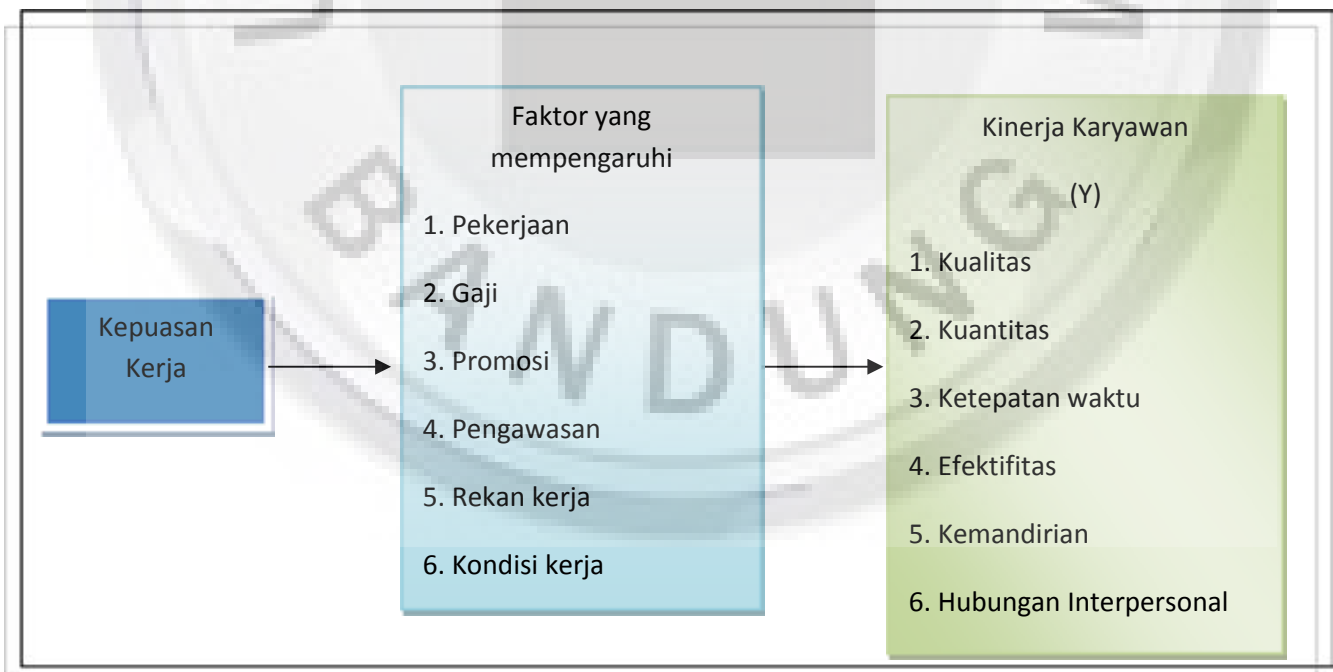 Kepuasan
Kerja
Faktor yang
mempengaruhi
1. Pekerjaan
2. Gaji
3. Promosi
4. Pengawasan
5. Rekan kerja
6. Kondisi kerja
Kinerja Karyawan
(Y)
1. Kualitas
2. Kuantitas
3. Ketepatan waktu
4. Efektifitas
5. Kemandirian
6. Hubungan Interpersonal
BANDUNG